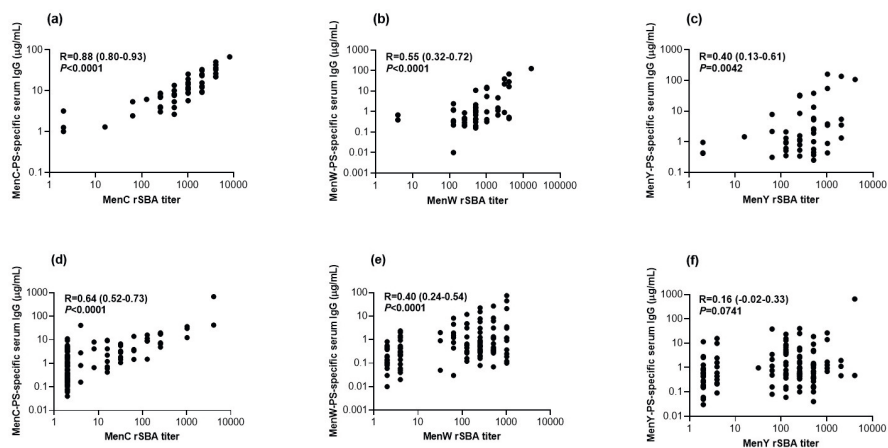 (a)
MenC-PS-specific serum IgG (µg/mL)
R=0.88 (0.80-0.93)
P<0.0001
100
10
1
0.1
1
10
100
1000
10000
MenC rSBA titer
(b)
MenW-PS-specific serum IgG (µg/mL)
R=0.55 (0.32-0.72)
P<0.0001
1000
100
10
1
0.1
0.01
0.001
1
10
100
1000
10000
100000
MenW rSBA titer
(c)
MenY-PS-specific serum IgG (µg/mL)
R=0.40 (0.13-0.61)
P=0.0042
1000
100
10
1
0.1
1
10
100
1000
10000
MenY rSBA titer
(d)
MenC-PS-specific serum IgG (µg/mL)
R=0.64 (0.52-0.73)
P<0.0001
1000
100
10
1
0.1
0.01
1
10
100
1000
10000
MenC rSBA titer
(e)
MenW-PS-specific serum IgG (µg/mL)
R=0.40 (0.24-0.54)
P<0.0001
100
10
1
0.1
0.01
0.001
1
10
100
1000
10000
MenW rSBA titer
(f)
MenY-PS-specific serum IgG (µg/mL)
R=0.16 (-0.02-0.33)
P=0.0741
1000
100
10
1
0.1
0.01
1
10
100
1000
10000
MenY rSBA titer